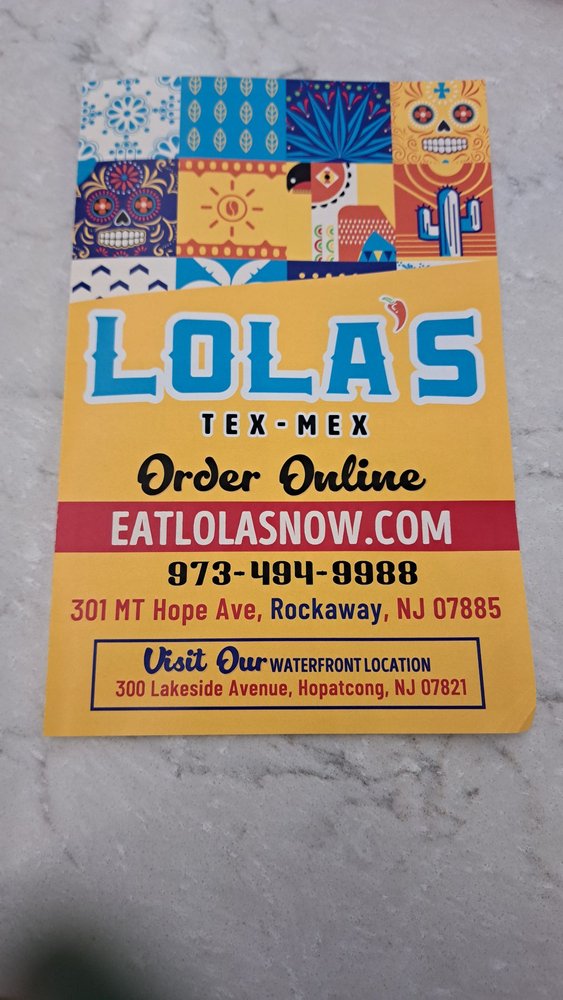 LOLA'S
TEX-MEX
Order Online
EATLOLASNOW.COM
973-494-9988
301 MT Hope Ave, Rockaway, NJ 07885
Visit Our WATERFRONT LOCATION
300 Lakeside Avenue, Hopatcong, NJ 07821